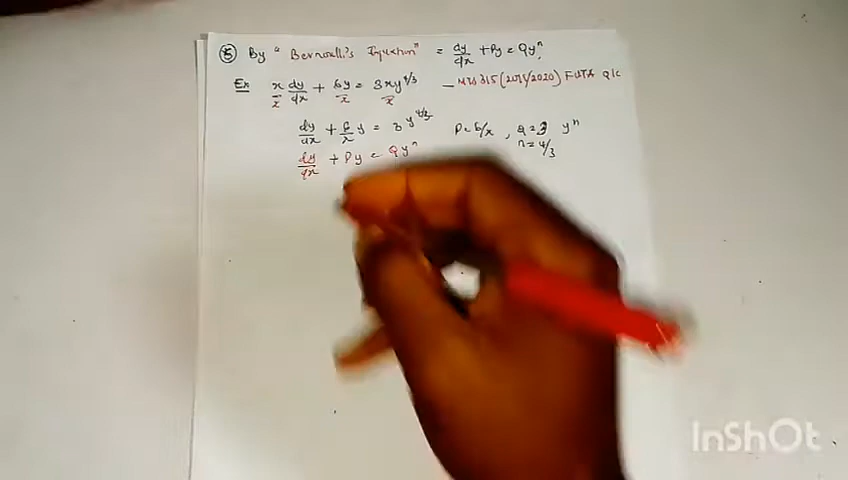 ⑤ By "Bernoulli's Equation" = dy/dx + Py = Qyⁿ,
Ex x/x dy/dx + 6y/x = 3xy^4/3 /x — MTS 315 (2019/2020) FUTA Q1c
dy/dx + 6/x y = 3 y^4/3 P = 6/x , Q = 3 yⁿ
dy/dx + Py = Qyⁿ n = 4/3
InShOt